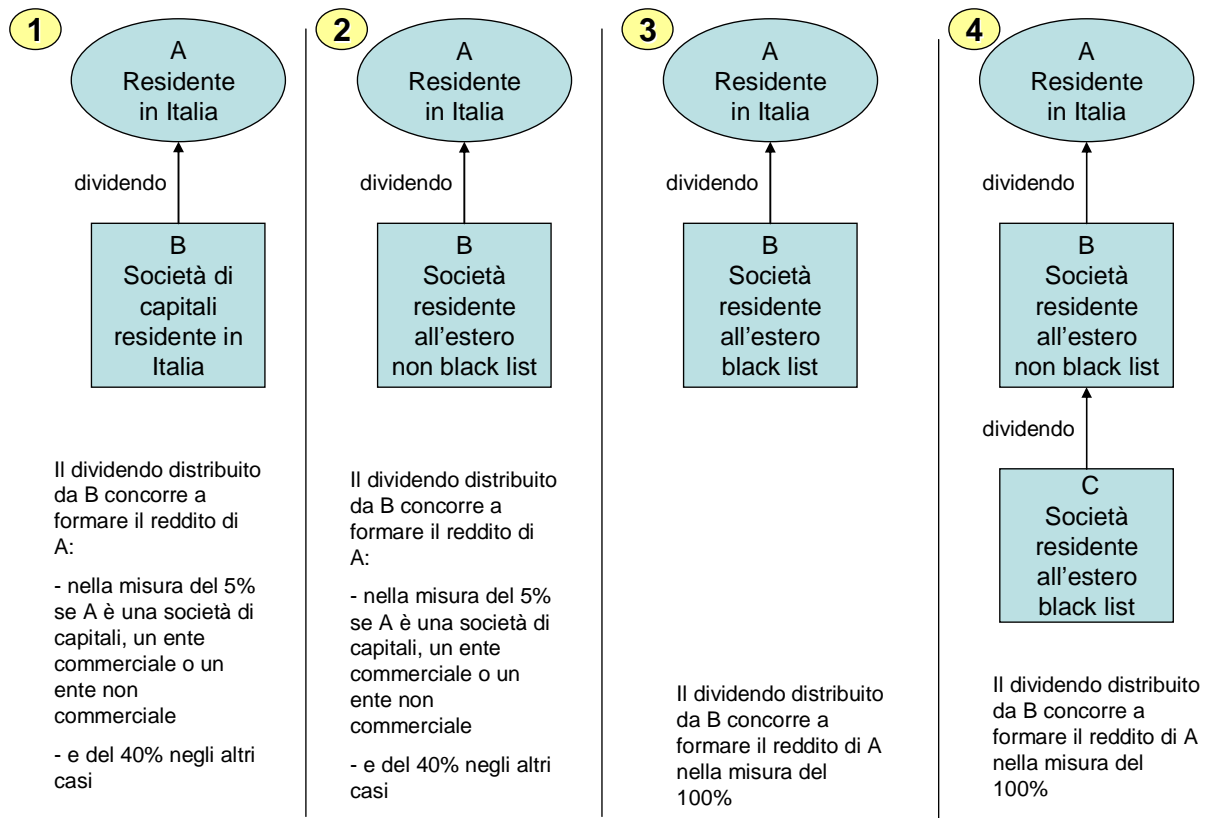 1
A
Residente
in Italia
dividendo
B
Società di
capitali
residente in
Italia
Il dividendo distribuito
da B concorre a
formare il reddito di
A:
- nella misura del 5%
se A è una società di
capitali, un ente
commerciale o un
ente non
commerciale
- e del 40% negli altri
casi
2
A
Residente
in Italia
dividendo
B
Società
residente
all'estero
non black list
Il dividendo distribuito
da B concorre a
formare il reddito di
A:
- nella misura del 5%
se A è una società di
capitali, un ente
commerciale o un
ente non
commerciale
- e del 40% negli altri
casi
3
A
Residente
in Italia
dividendo
B
Società
residente
all'estero
black list
Il dividendo distribuito
da B concorre a
formare il reddito di A
nella misura del
100%
4
A
Residente
in Italia
dividendo
B
Società
residente
all'estero
non black list
dividendo
C
Società
residente
all'estero
black list
Il dividendo distribuito
da B concorre a
formare il reddito di A
nella misura del
100%